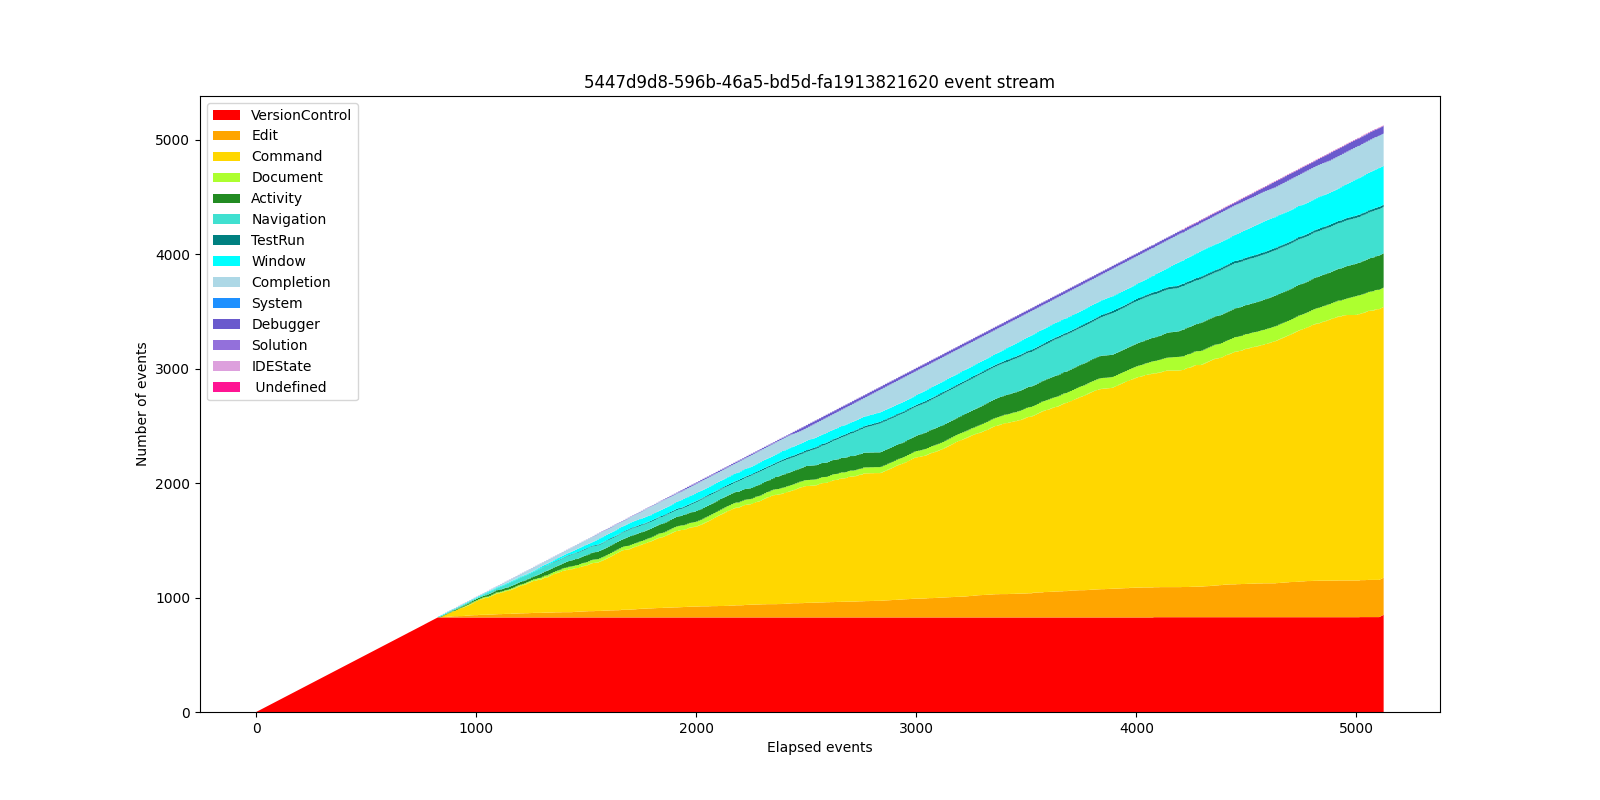 5447d9d8-596b-46a5-bd5d-fa1913821620 event stream
VersionControl
Edit
Command
Document
Activity
Navigation
TestRun
Window
Completion
System
Debugger
Solution
IDEState
Undefined
Number of events
5000
4000
3000
2000
1000
0
0 1000 2000 3000 4000 5000
Elapsed events